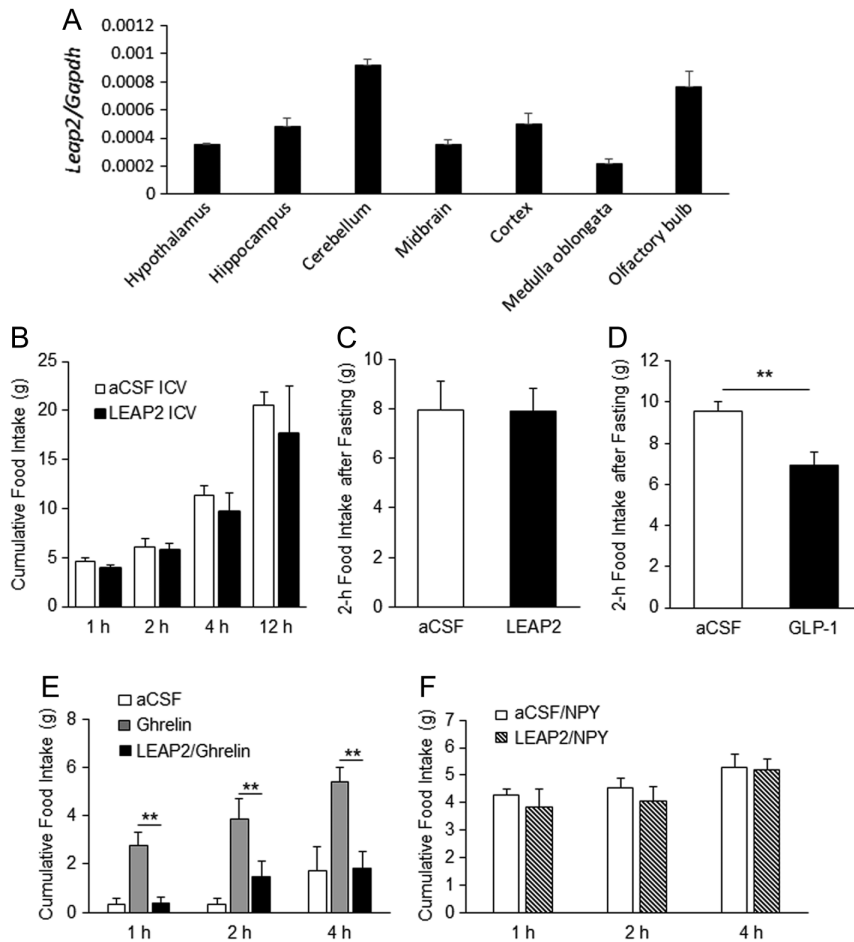 A
Leap2/Gapdh
0.0012
0.001
0.0008
0.0006
0.0004
0.0002
0
Hypothalamus
Hippocampus
Cerebellum
Midbrain
Cortex
Medulla oblongata
Olfactory bulb
B
Cumulative Food Intake (g)
25
20
15
10
5
0
aCSF ICV
LEAP2 ICV
1 h 2 h 4 h 12 h
C
2-h Food Intake after Fasting (g)
10
8
6
4
2
0
aCSF LEAP2
D
2-h Food Intake after Fasting (g)
12
10
8
6
4
2
0
**
aCSF GLP-1
E
Cumulative Food Intake (g)
8
6
4
2
0
aCSF
Ghrelin
LEAP2/Ghrelin
** ** **
1 h 2 h 4 h
F
Cumulative Food Intake (g)
7
6
5
4
3
2
1
0
aCSF/NPY
LEAP2/NPY
1 h 2 h 4 h